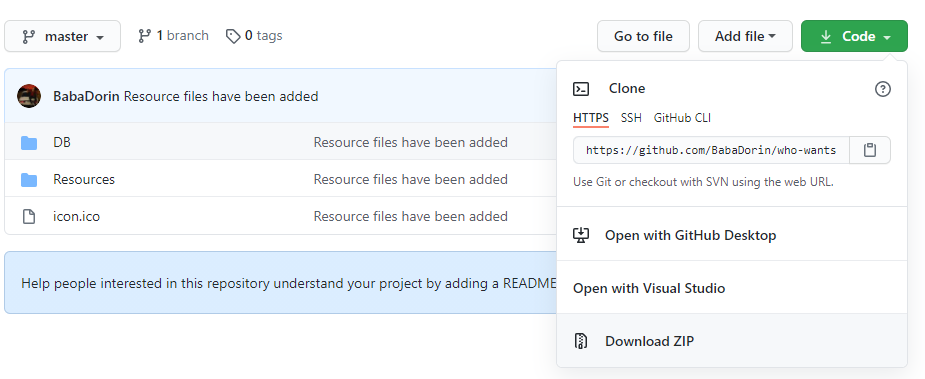 master
1 branch
0 tags
Go to file
Add file
Code
BabaDorin Resource files have been added
DB Resource files have been added
Resources Resource files have been added
icon.ico Resource files have been added
Help people interested in this repository understand your project by adding a README
Clone
HTTPS SSH GitHub CLI
https://github.com/BabaDorin/who-wants
Use Git or checkout with SVN using the web URL.
Open with GitHub Desktop
Open with Visual Studio
Download ZIP